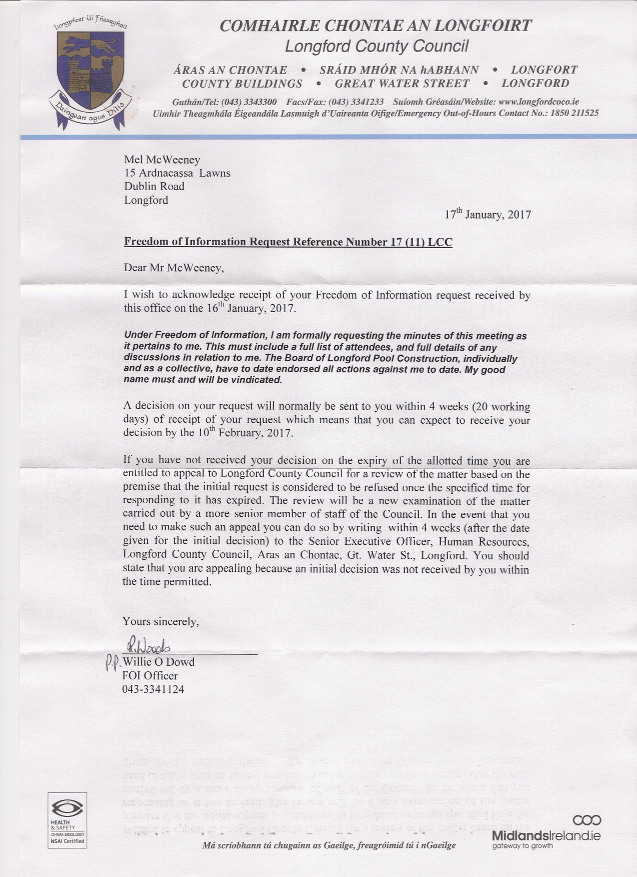 Longphort Uí Fhearghail
Daingean agus Dílis
COMHAIRLE CHONTAE AN LONGFOIRT
Longford County Council
ÁRAS AN CHONTAE • SRÁID MHÓR NA hABHANN • LONGFORT
COUNTY BUILDINGS • GREAT WATER STREET • LONGFORD
Guthán/Tel: (043) 3343300 Facs/Fax: (043) 3341233 Suíomh Gréasáin/Website: www.longfordcoco.ie
Uimhir Theagmhála Éigeandála Lasmuigh d'Uaireanta Oifige/Emergency Out-of-Hours Contact No.: 1850 211525
Mel McWeeney
15 Ardnacassa Lawns
Dublin Road
Longford
17th January, 2017
Freedom of Information Request Reference Number 17 (11) LCC
Dear Mr McWeeney,
I wish to acknowledge receipt of your Freedom of Information request received by
this office on the 16th January, 2017.
Under Freedom of Information, I am formally requesting the minutes of this meeting as
it pertains to me. This must include a full list of attendees, and full details of any
discussions in relation to me. The Board of Longford Pool Construction, individually
and as a collective, have to date endorsed all actions against me to date. My good
name must and will be vindicated.
A decision on your request will normally be sent to you within 4 weeks (20 working
days) of receipt of your request which means that you can expect to receive your
decision by the 10th February, 2017.
If you have not received your decision on the expiry of the allotted time you are
entitled to appeal to Longford County Council for a review of the matter based on the
premise that the initial request is considered to be refused once the specified time for
responding to it has expired. The review will be a new examination of the matter
carried out by a more senior member of staff of the Council. In the event that you
need to make such an appeal you can do so by writing within 4 weeks (after the date
given for the initial decision) to the Senior Executive Officer, Human Resources,
Longford County Council, Aras an Chontae, Gt. Water St., Longford. You should
state that you are appealing because an initial decision was not received by you within
the time permitted.
Yours sincerely,
P.Woods
P.P. Willie O Dowd
FOI Officer
043-3341124
HEALTH
& SAFETY
NSAI Certified
Má scríobhann tú chugainn as Gaeilge, freagróimid tú i nGaeilge
MidlandsIreland.ie
gateway to growth